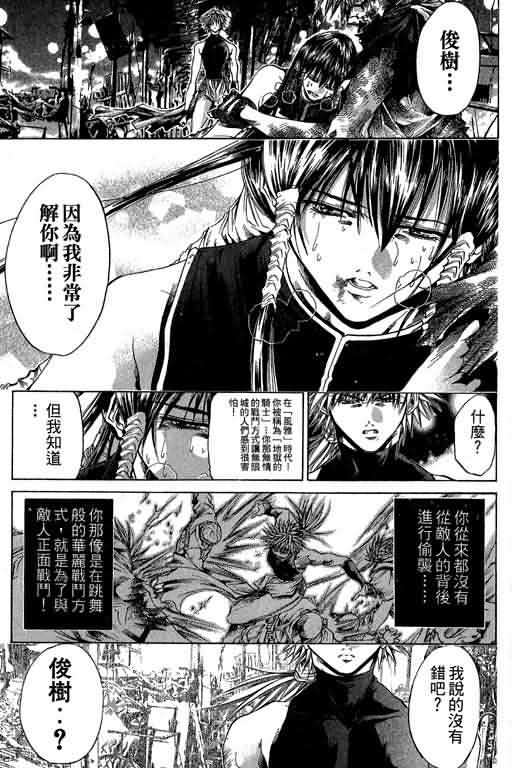 俊樹…
因為我非常了
解你啊……
什麼?
在「風雅」時代!
你被稱為「地獄的
騎士」…你那無情
的戰鬥方式讓無限
城的人們感到很害
怕!
但我知道
…
你從來都沒有
從敵人的背後
進行偷襲……
你那像是在跳舞
般的華麗戰鬥方
式，就是為了與
敵人正面戰鬥!
我說的沒有
錯吧?
俊樹…?